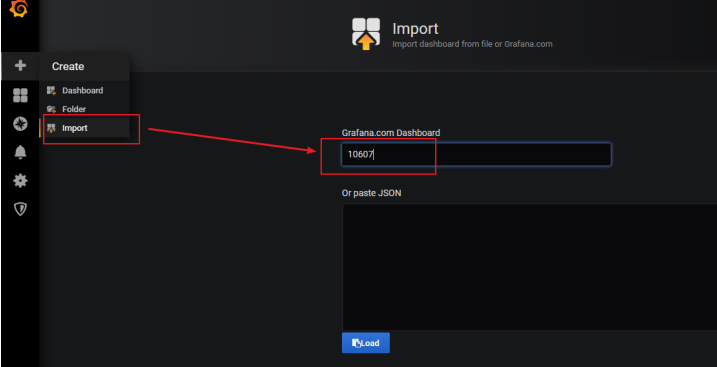 Import
Import dashboard from file or Grafana.com
Create
Dashboard
Folder
Import
Grafana.com Dashboard
10607
Or paste JSON
Load